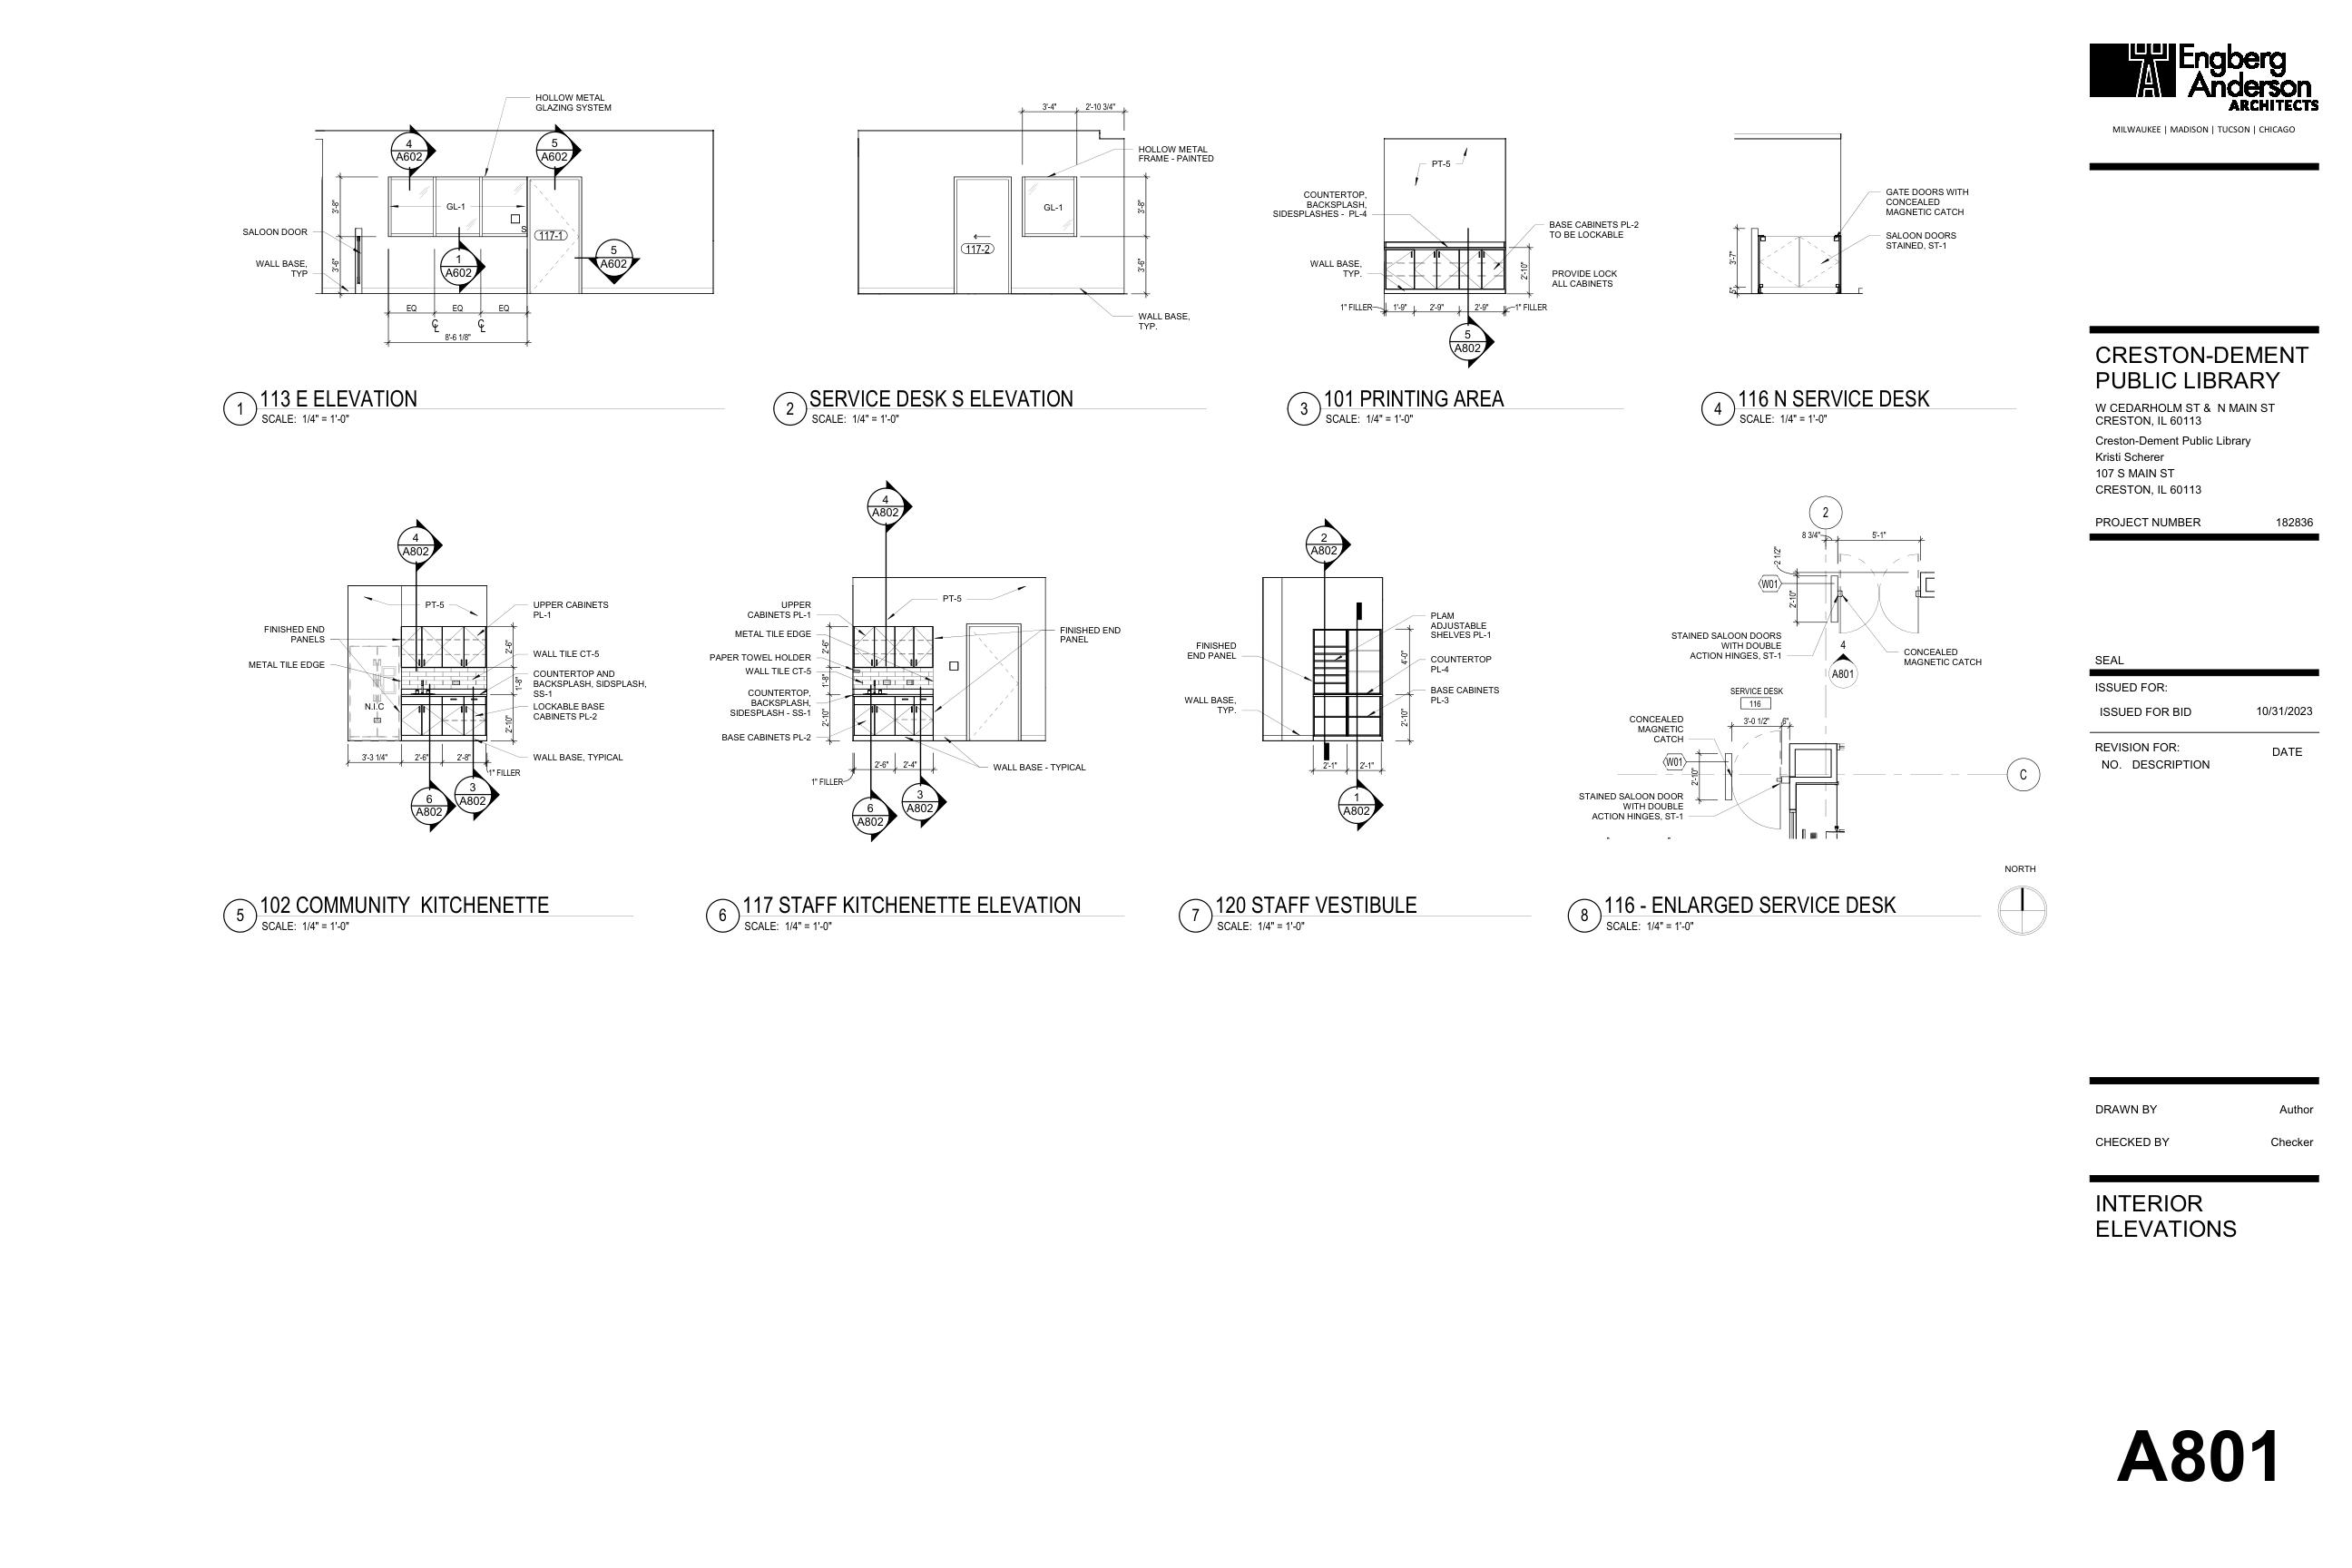 HOLLOW METAL
GLAZING SYSTEM
4
A602
5
A602
3'-8"
GL-1
S
117-1
SALOON DOOR
WALL BASE,
TYP
3'-6"
1
A602
5
A602
EQ
EQ
EQ
8'-6 1/8"
1
113 E ELEVATION
SCALE: 1/4" = 1'-0"
3'-4"
2'-10 3/4"
HOLLOW METAL
FRAME - PAINTED
GL-1
3'-8"
117-2
3'-6"
WALL BASE,
TYP.
2
SERVICE DESK S ELEVATION
SCALE: 1/4" = 1'-0"
PT-5
COUNTERTOP,
BACKSPLASH,
SIDESPLASHES - PL-4
BASE CABINETS PL-2
TO BE LOCKABLE
WALL BASE,
TYP.
2'-10"
PROVIDE LOCK
ALL CABINETS
1" FILLER
1'-9"
2'-9"
2'-9"
1" FILLER
5
A802
3
101 PRINTING AREA
SCALE: 1/4" = 1'-0"
GATE DOORS WITH
CONCEALED
MAGNETIC CATCH
SALOON DOORS
STAINED, ST-1
3'-7"
5"
4
116 N SERVICE DESK
SCALE: 1/4" = 1'-0"
4
A802
PT-5
UPPER CABINETS
PL-1
FINISHED END
PANELS
2'-6"
METAL TILE EDGE
WALL TILE CT-5
COUNTERTOP AND
BACKSPLASH, SIDSPLASH,
SS-1
1'-8"
N.I.C
LOCKABLE BASE
CABINETS PL-2
2'-10"
WALL BASE, TYPICAL
3'-3 1/4"
2'-6"
2'-8"
1" FILLER
6
A802
3
A802
5
102 COMMUNITY KITCHENETTE
SCALE: 1/4" = 1'-0"
4
A802
PT-5
UPPER
CABINETS PL-1
METAL TILE EDGE
2'-6"
FINISHED END
PANEL
PAPER TOWEL HOLDER
WALL TILE CT-5
1'-8"
COUNTERTOP,
BACKSPLASH,
SIDESPLASH - SS-1
2'-10"
BASE CABINETS PL-2
WALL BASE - TYPICAL
1" FILLER
2'-6"
2'-4"
6
A802
3
A802
6
117 STAFF KITCHENETTE ELEVATION
SCALE: 1/4" = 1'-0"
2
A802
PLAM
ADJUSTABLE
SHELVES PL-1
FINISHED
END PANEL
4'-0"
COUNTERTOP
PL-4
BASE CABINETS
PL-3
WALL BASE,
TYP.
2'-10"
2'-1"
2'-1"
1
A802
7
120 STAFF VESTIBULE
SCALE: 1/4" = 1'-0"
2
8 3/4"
5'-1"
2 1/2"
W01
2'-10"
STAINED SALOON DOORS
WITH DOUBLE
ACTION HINGES, ST-1
4
A801
CONCEALED
MAGNETIC CATCH
SERVICE DESK
116
3'-0 1/2"
6"
CONCEALED
MAGNETIC
CATCH
W01
2'-10"
C
STAINED SALOON DOOR
WITH DOUBLE
ACTION HINGES, ST-1
NORTH
8
116 - ENLARGED SERVICE DESK
SCALE: 1/4" = 1'-0"
Engberg
Anderson
ARCHITECTS
MILWAUKEE | MADISON | TUCSON | CHICAGO
CRESTON-DEMENT
PUBLIC LIBRARY
W CEDARHOLM ST & N MAIN ST
CRESTON, IL 60113
Creston-Dement Public Library
Kristi Scherer
107 S MAIN ST
CRESTON, IL 60113
PROJECT NUMBER 182836
SEAL
ISSUED FOR:
ISSUED FOR BID 10/31/2023
REVISION FOR:
NO. DESCRIPTION DATE
DRAWN BY Author
CHECKED BY Checker
INTERIOR
ELEVATIONS
A801